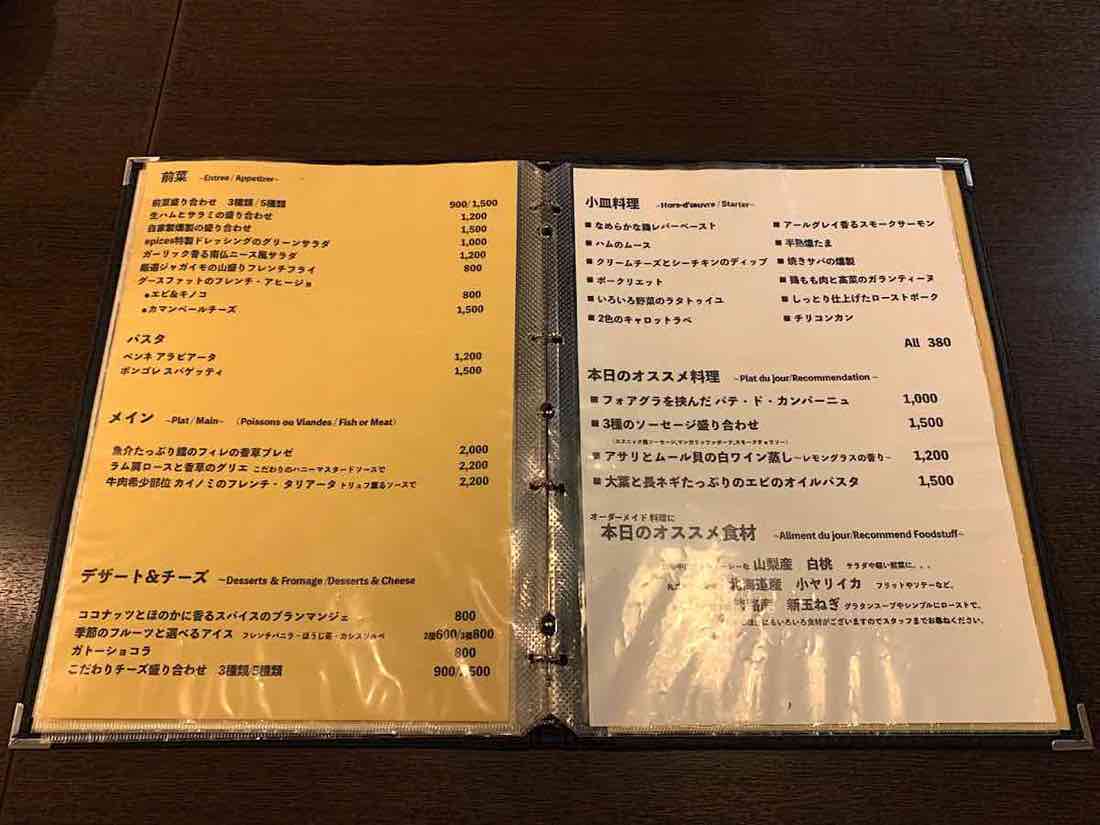 前菜 ~Entree / Appetizer~
前菜盛り合わせ 3種類/5種類 900/1,500
生ハムとサラミの盛り合わせ 1,200
自家製燻製の盛り合わせ 1,500
spices特製ドレッシングのグリーンサラダ 1,000
ガーリック香る南仏ニース風サラダ 1,200
厳選ジャガイモの山盛りフレンチフライ 800
グースファットのフレンチ・アヒージョ
●エビ&キノコ 800
●カマンベールチーズ 1,500
パスタ
ペンネ アラビアータ 1,200
ボンゴレ スパゲッティ 1,500
メイン ~Plat / Main~ (Poissons ou Viandes / Fish or Meat)
魚介たっぷり鱈のフィレの香草ブレゼ 2,000
ラム肩ロースと香草のグリエ こだわりのハニーマスタードソースで 2,200
牛肉希少部位 カイノミのフレンチ・タリアータ トリュフ薫るソースで 2,200
デザート&チーズ ~Desserts & Fromage /Desserts & Cheese
ココナッツとほのかに香るスパイスのブランマンジェ 800
季節のフルーツと選べるアイス フレンチバニラ・ほうじ茶・カシスソルベ 2種600/3種800
ガトーショコラ 800
こだわりチーズ盛り合わせ 3種類/5種類 900/1,500
小皿料理 ~Hors-d'œuvre / Starter~
■ なめらかな鶏レバーペースト
■ ハムのムース
■ クリームチーズとシーチキンのディップ
■ ポークリエット
■ いろいろ野菜のラタトゥイユ
■ 2色のキャロットラペ
■ アールグレイ香るスモークサーモン
■ 半熟燻たま
■ 焼きサバの燻製
■ 鶏もも肉と高菜のガランティーヌ
■ しっとり仕上げたローストポーク
■ チリコンカン
All 380
本日のオススメ料理 ~Plat du jour/Recommendation~
■ フォアグラを挟んだ パテ・ド・カンパーニュ 1,000
■ 3種のソーセージ盛り合わせ 1,500
■ アサリとムール貝の白ワイン蒸し~レモングラスの香り~ 1,200
■ 大葉と長ネギたっぷりのエビのオイルパスタ 1,500
オーダーメイド 料理に
本日のオススメ食材 ~Aliment du jour/Recommend Foodstuff~
山梨産 白桃 サラダや
北海道産 小ヤリイカ フリットやソテーなど。
新玉ねぎ グラタンスープやシンプルにローストで。
にもいろいろ食材がございますのでスタッフまでお尋ねください。